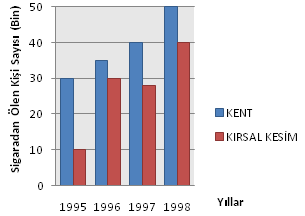 Sigaradan Ölen Kişi Sayısı (Bin)
50
40
30
20
10
0
1995 1996 1997 1998
Yıllar
KENT
KIRSAL KESİM